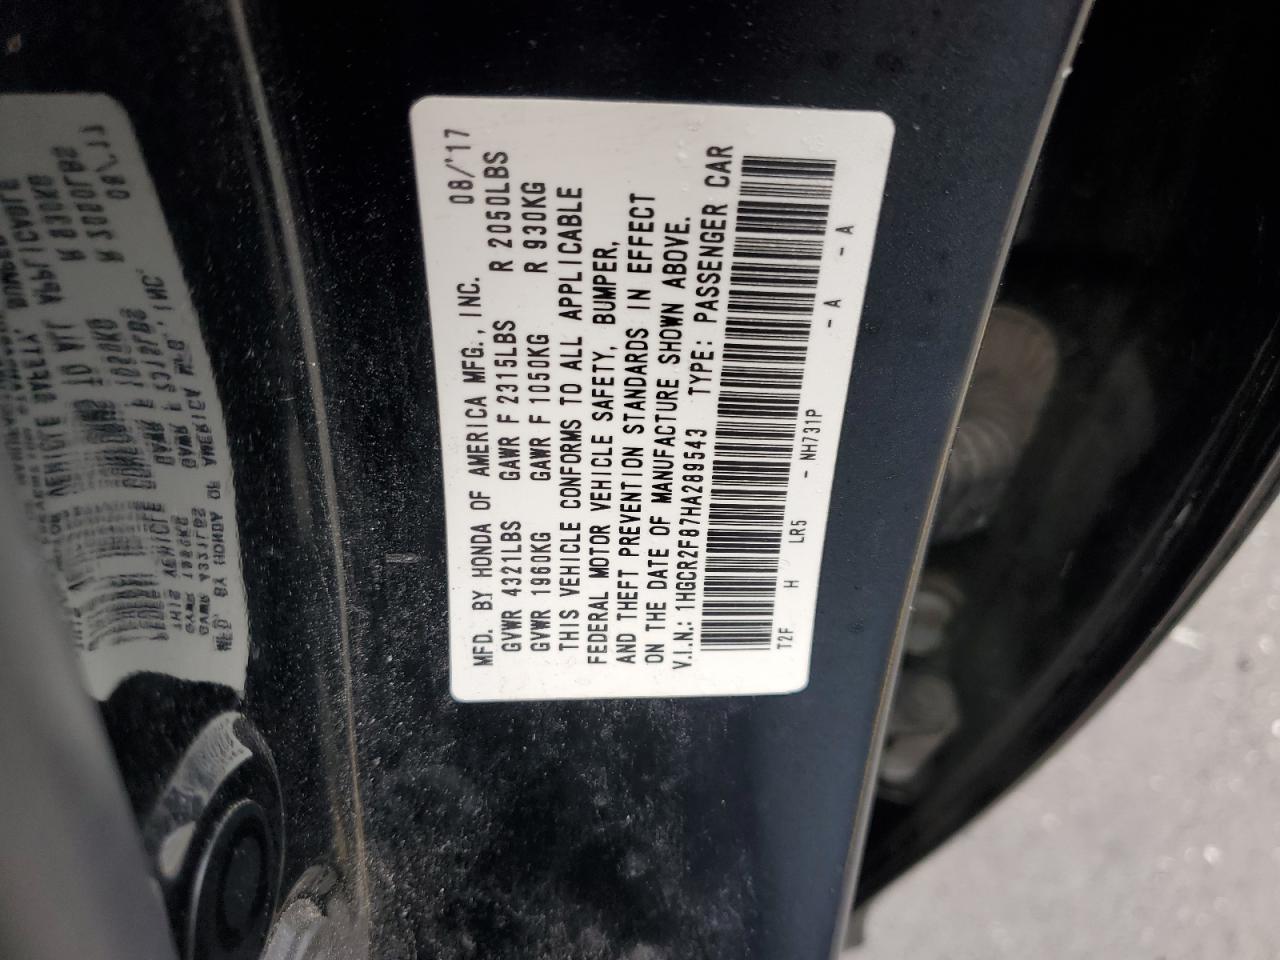 MFD. BY HONDA OF AMERICA MFG., INC. 08/'17
GVWR 4321LBS GAWR F 2315LBS R 2050LBS
GVWR 1960KG GAWR F 1050KG R 930KG
THIS VEHICLE CONFORMS TO ALL APPLICABLE
FEDERAL MOTOR VEHICLE SAFETY, BUMPER,
AND THEFT PREVENTION STANDARDS IN EFFECT
ON THE DATE OF MANUFACTURE SHOWN ABOVE.
V.I.N.: 1HGCR2F87HA289543 TYPE: PASSENGER CAR
T2F H LR5 - NH731P - A - A